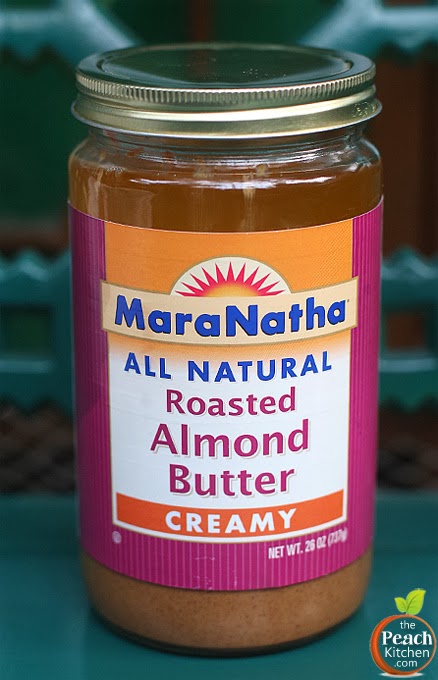 MaraNatha
ALL NATURAL
Roasted
Almond
Butter
CREAMY
NET WT. 26 OZ (737g)
the
Peach
Kitchen
.com